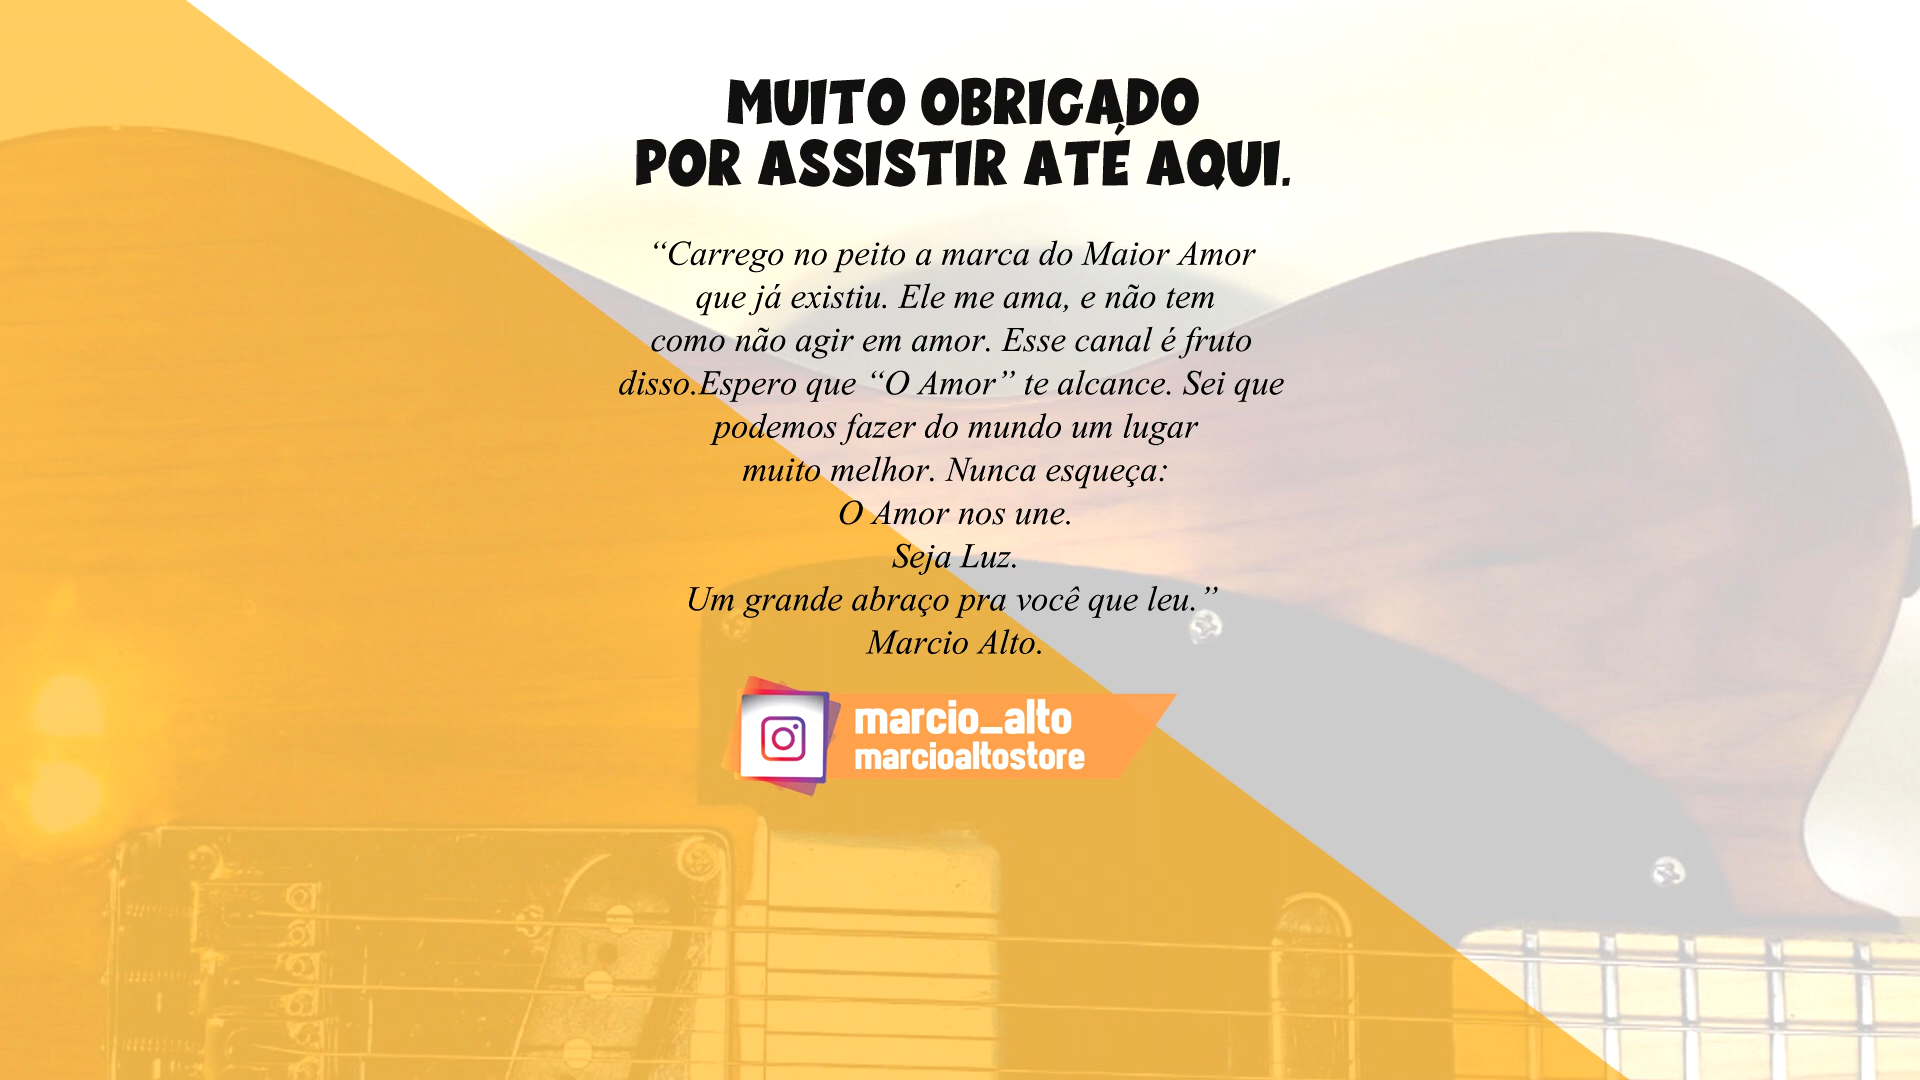 MUITO OBRIGADO
POR ASSISTIR ATÉ AQUI.
“Carrego no peito a marca do Maior Amor
que já existiu. Ele me ama, e não tem
como não agir em amor. Esse canal é fruto
disso.Espero que “O Amor” te alcance. Sei que
podemos fazer do mundo um lugar
muito melhor. Nunca esqueça:
O Amor nos une.
Seja Luz.
Um grande abraço pra você que leu.”
Marcio Alto.
marcio_alto
marcioaltostore